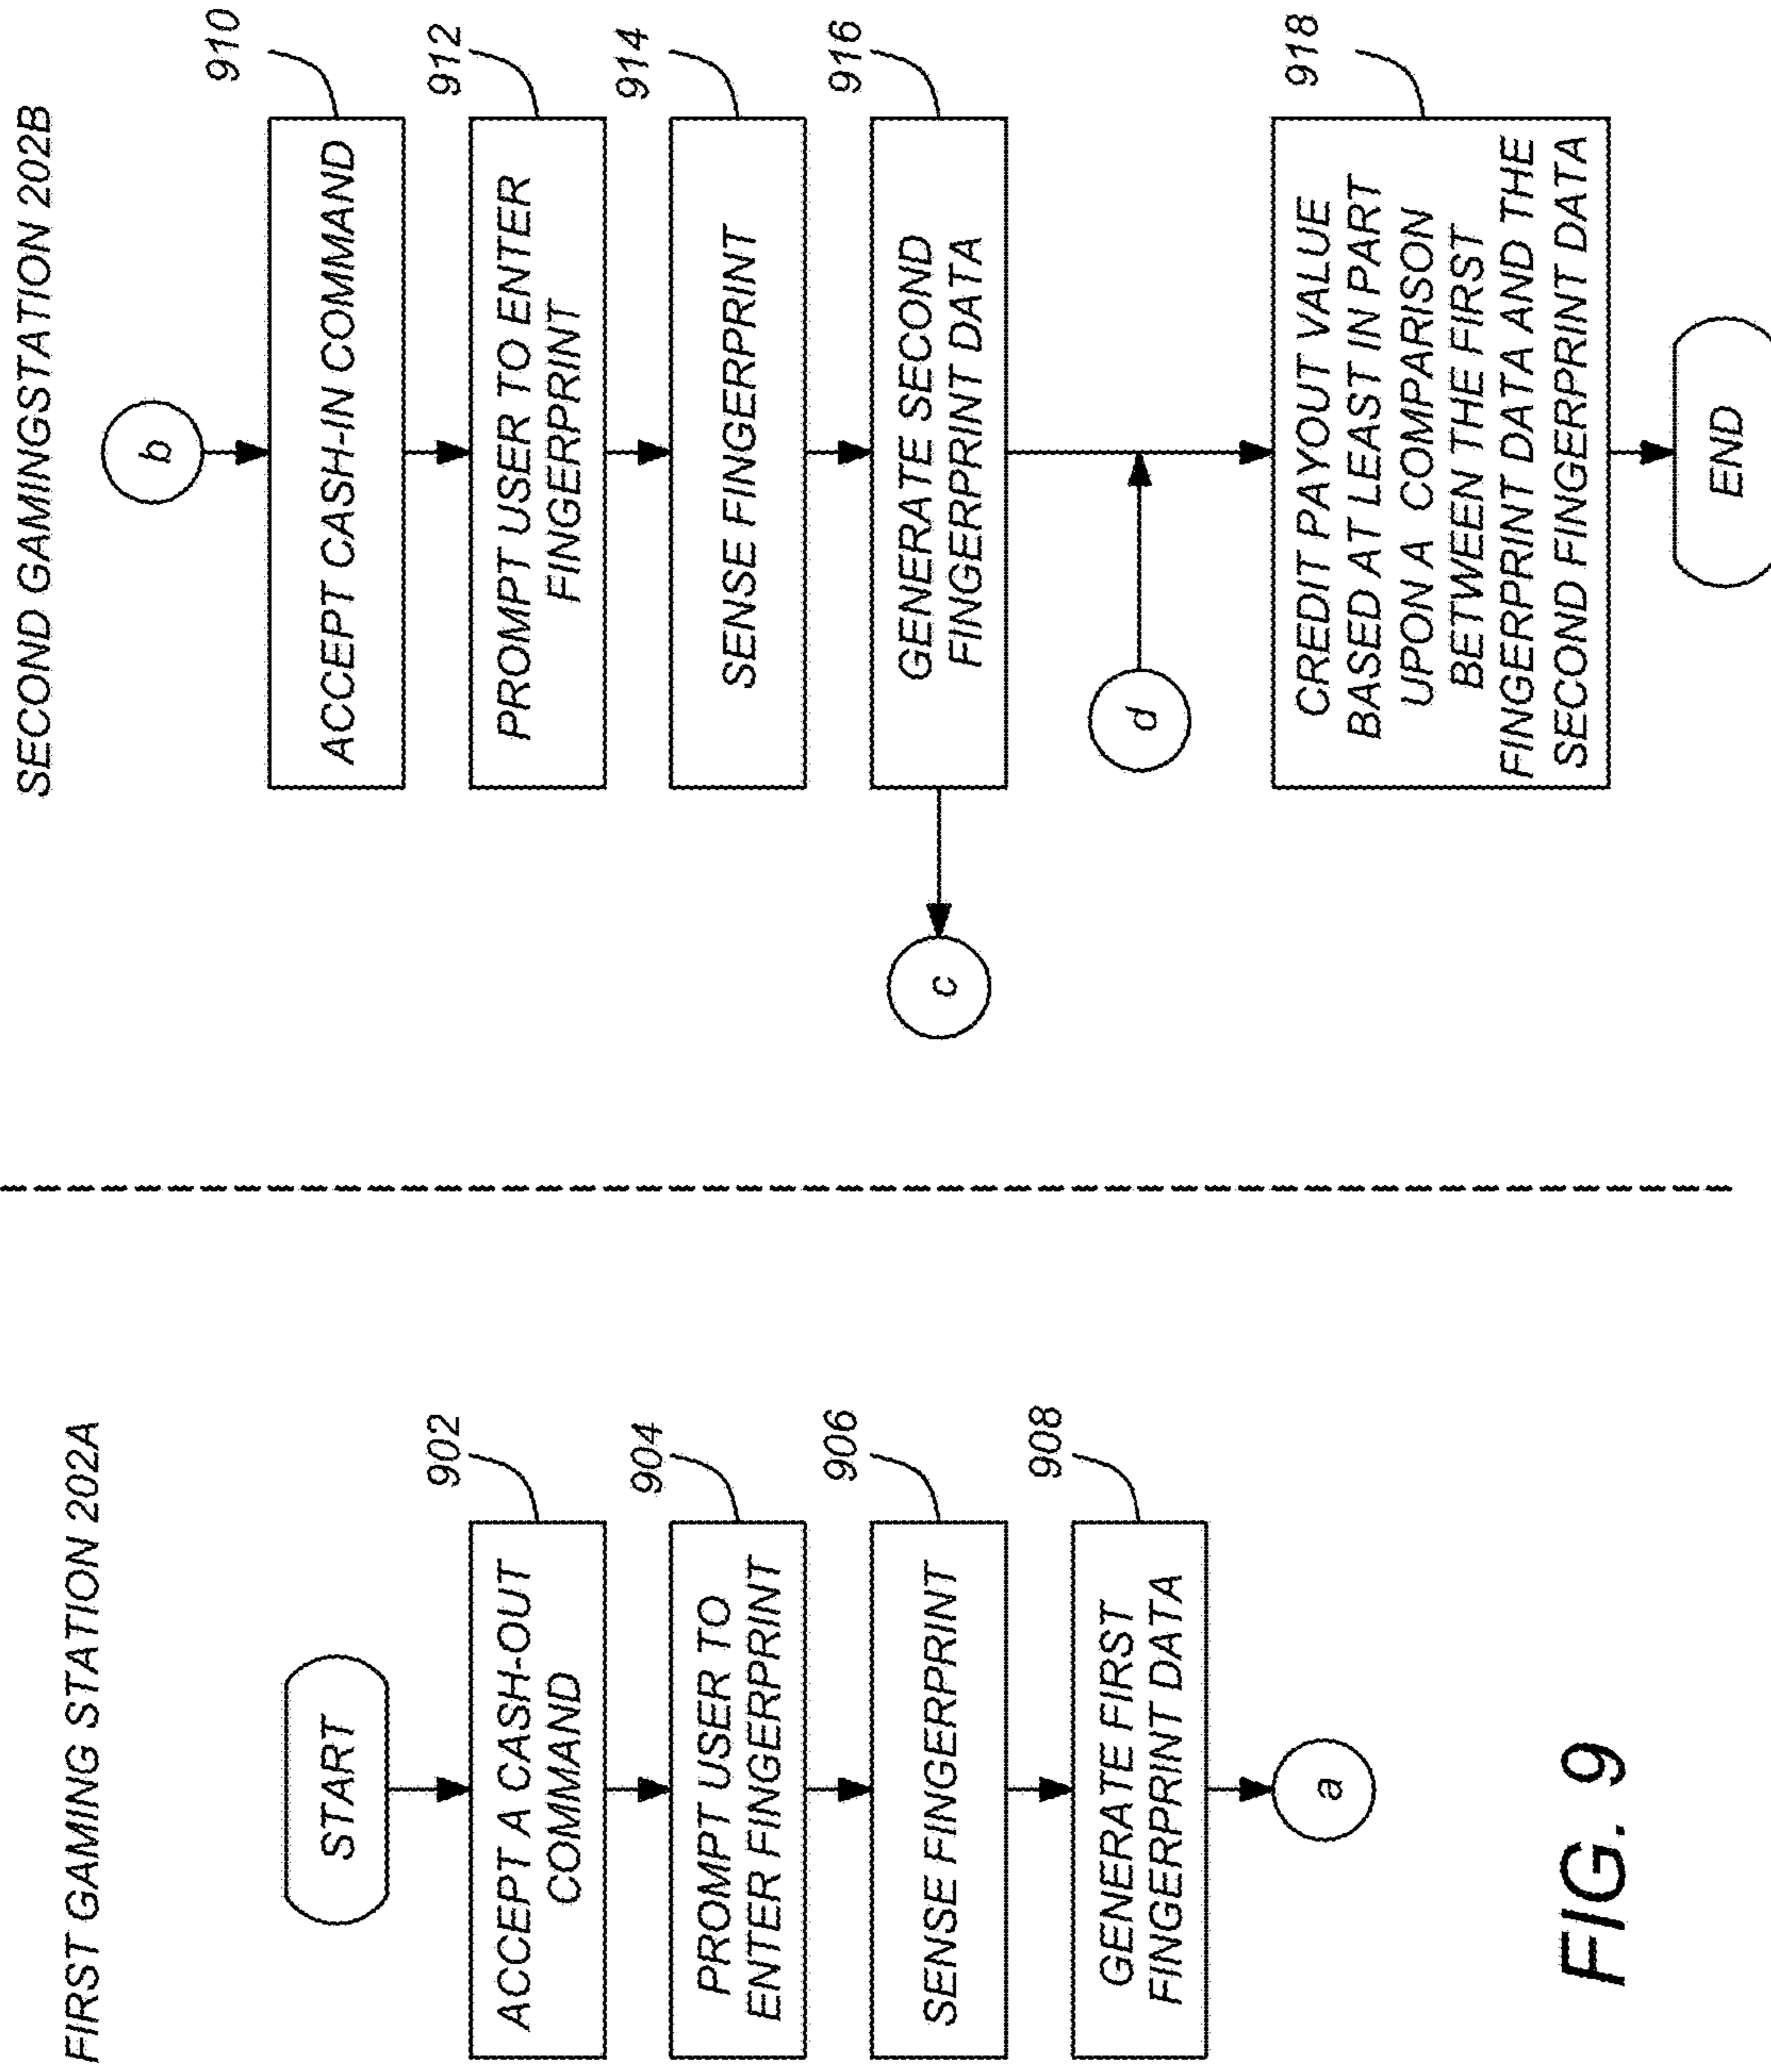 FIRST GAMING STATION 202A
START
902
ACCEPT A CASH-OUT
COMMAND
904
PROMPT USER TO
ENTER FINGERPRINT
906
SENSE FINGERPRINT
908
GENERATE FIRST
FINGERPRINT DATA
a
SECOND GAMINGSTATION 202B
b
910
ACCEPT CASH-IN COMMAND
912
PROMPT USER TO ENTER
FINGERPRINT
914
SENSE FINGERPRINT
916
GENERATE SECOND
FINGERPRINT DATA
c
d
918
CREDIT PAYOUT VALUE
BASED AT LEAST IN PART
UPON A COMPARISON
BETWEEN THE FIRST
FINGERPRINT DATA AND THE
SECOND FINGERPRINT DATA
END
FIG. 9